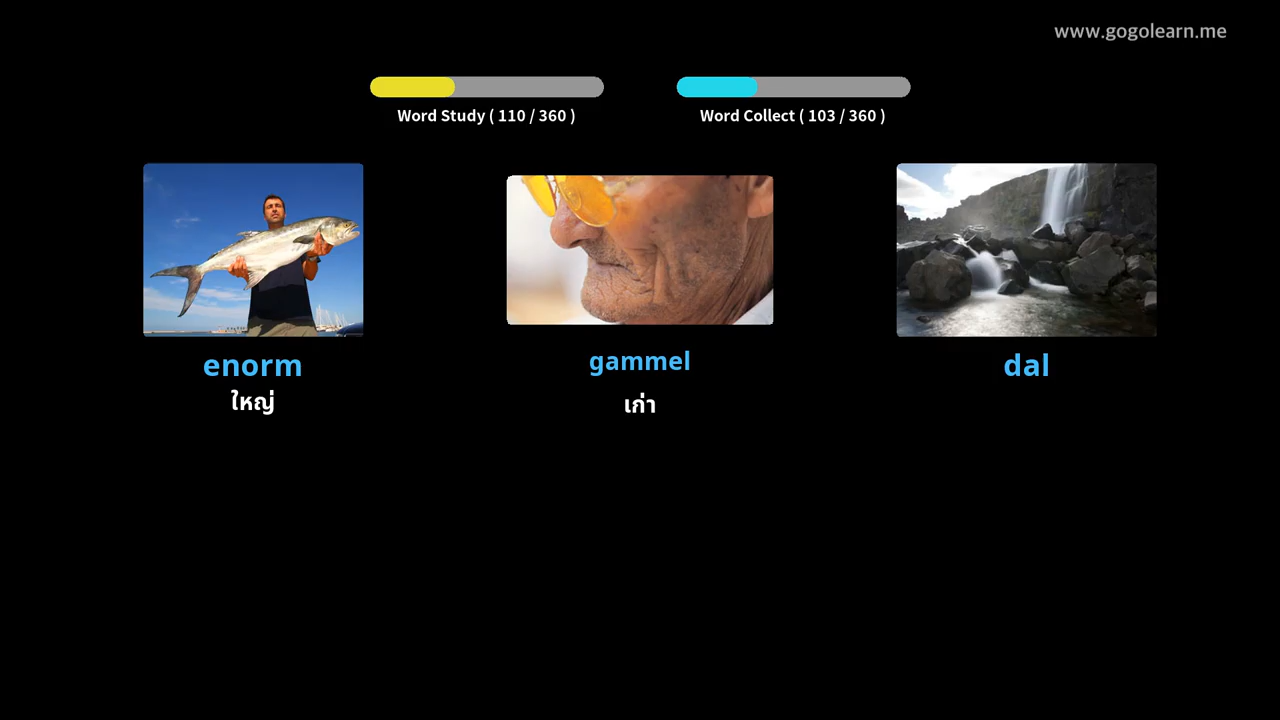 www.gogolearn.me
Word Study ( 110 / 360 )
Word Collect ( 103 / 360 )
enorm
ใหญ่
gammel
เก่า
dal